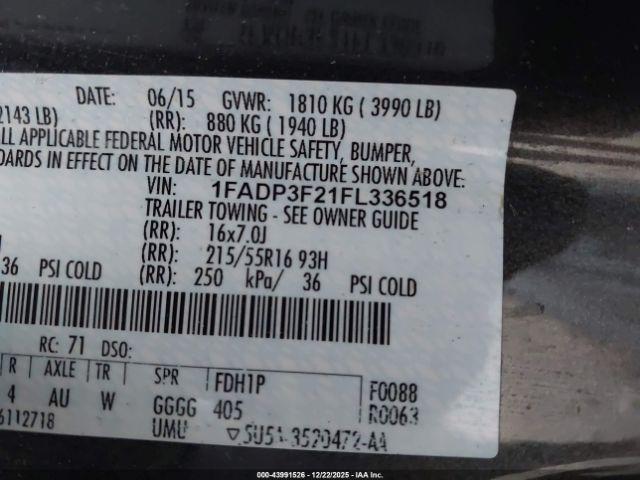 DATE: 06/15 GVWR: 1810 KG ( 3990 LB)
2143 LB) (RR): 880 KG ( 1940 LB)
ALL APPLICABLE FEDERAL MOTOR VEHICLE SAFETY, BUMPER,
DARDS IN EFFECT ON THE DATE OF MANUFACTURE SHOWN ABOVE.
VIN: 1FADP3F21FL336518
TRAILER TOWING - SEE OWNER GUIDE
(RR): 16x7.0J
(RR): 215/55R16 93H
36 PSI COLD (RR): 250 kPa/ 36 PSI COLD
RC: 71 DSO:
R AXLE TR SPR FDH1P F0088
4 AU W GGGG 405 R0063
6112718 UMU ▽5U5A-3520472-AA
000-43991526 - 12/22/2025 - IAA Inc.